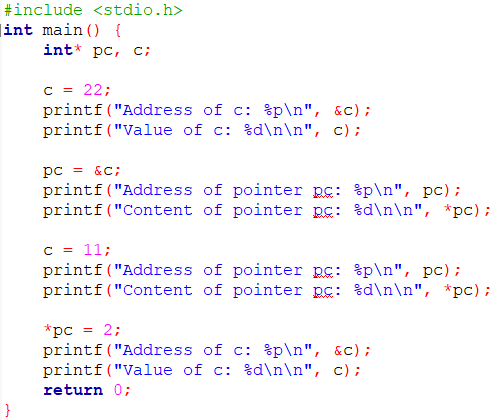 #include <stdio.h>
int main() {
    int* pc, c;

    c = 22;
    printf("Address of c: %p\n", &c);
    printf("Value of c: %d\n\n", c);

    pc = &c;
    printf("Address of pointer pc: %p\n", pc);
    printf("Content of pointer pc: %d\n\n", *pc);

    c = 11;
    printf("Address of pointer pc: %p\n", pc);
    printf("Content of pointer pc: %d\n\n", *pc);

    *pc = 2;
    printf("Address of c: %p\n", &c);
    printf("Value of c: %d\n\n", c);
    return 0;
}